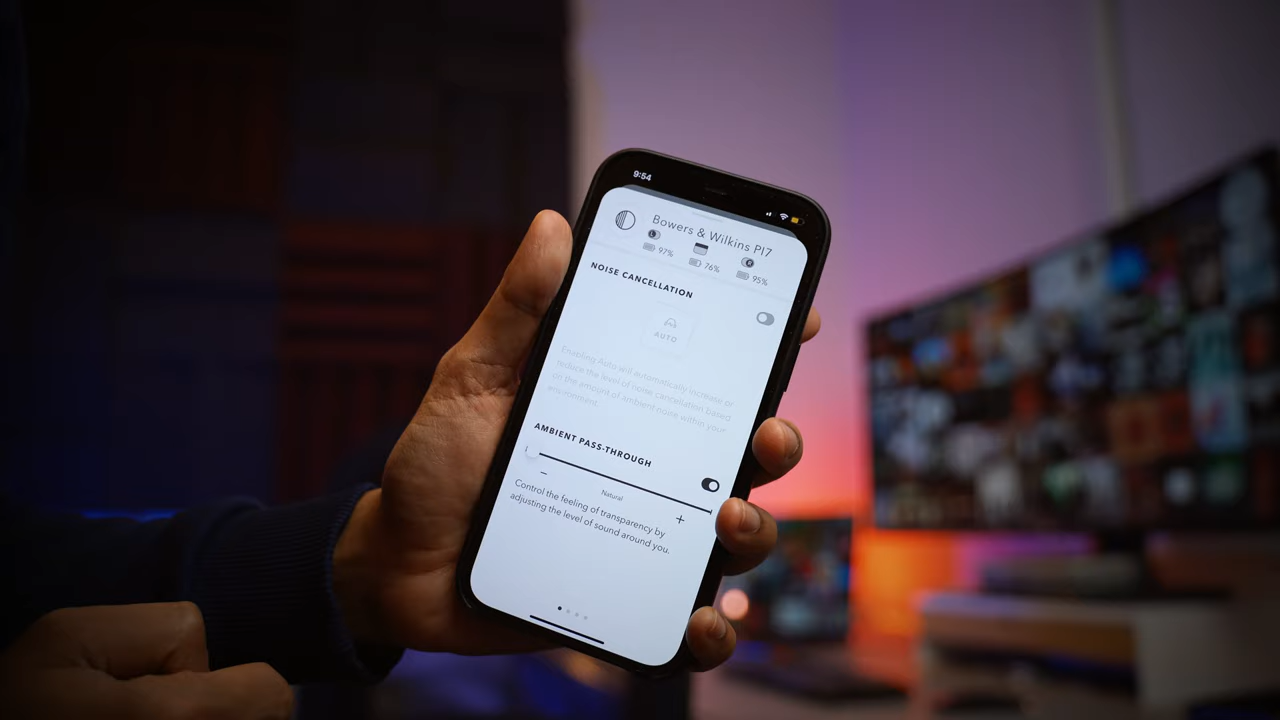 9:54
Bowers & Wilkins PI7
L
R
97%
76%
95%
NOISE CANCELLATION
AUTO
Enabling Auto will automatically increase or
reduce the level of noise cancellation based
on the amount of ambient noise within your
environment.
AMBIENT PASS-THROUGH
Natural
Control the feeling of transparency by
adjusting the level of sound around you.